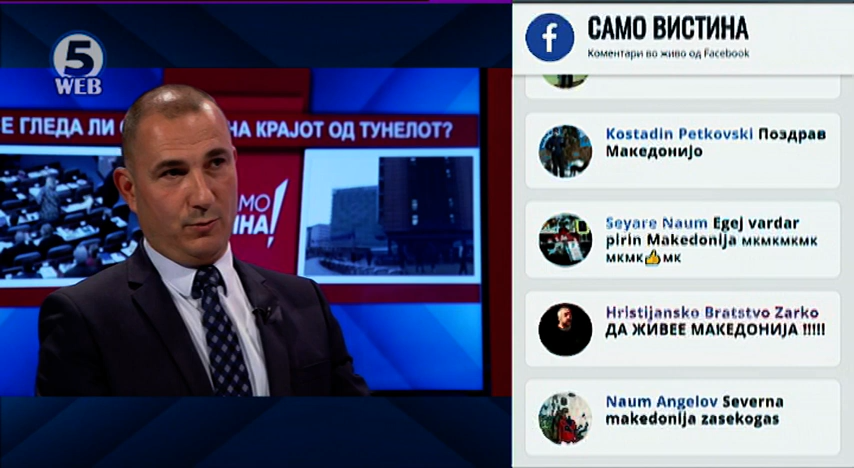 5
WEB
Е ГЛЕДА ЛИ С НА КРАЈОТ ОД ТУНЕЛОТ?
АМО
ИНА!
f
САМО ВИСТИНА
Коментари во живо од Facebook
Kostadin Petkovski Поздрав
Македонијо
Seyare Naum Egej vardar
pirin Makedonija мкмкмкмк
мкмк👍мк
Hristijansko Bratstvo Zarko
ДА ЖИВЕЕ МАКЕДОНИЈА !!!!!
Naum Angelov Severna
makedonija zasekogas